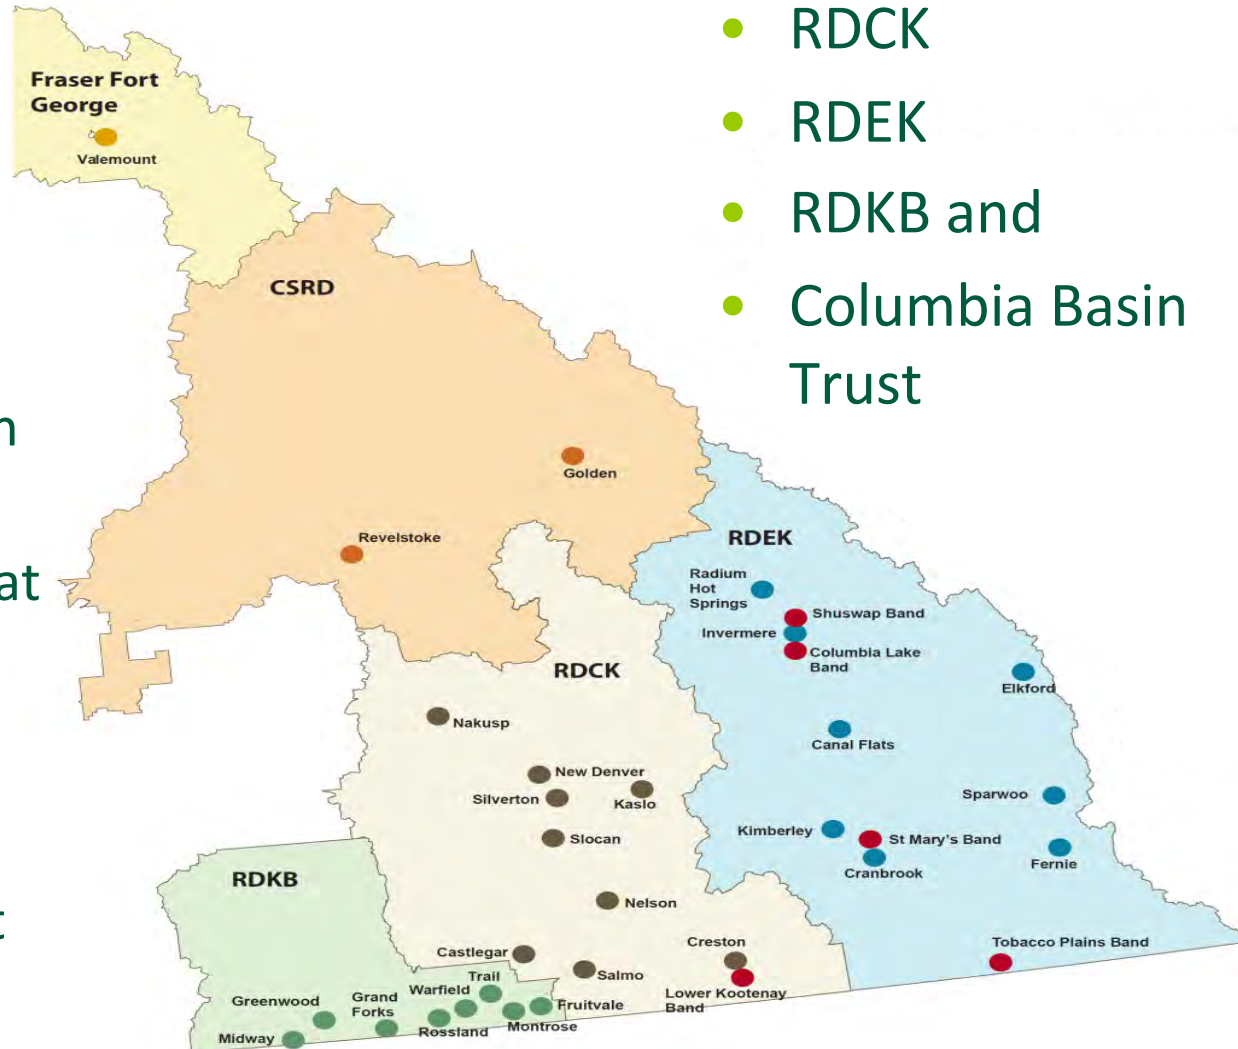 • RDCK
• RDEK
• RDKB and
• Columbia Basin
Trust
Fraser Fort
George
Valemount
CSRD
Golden
Revelstoke
RDEK
Radium
Hot
Springs
Shuswap Band
Invermere
Columbia Lake
Band
Elkford
Canal Flats
Sparwoo
Kimberley
St Mary's Band
Cranbrook
Fernie
Tobacco Plains Band
RDCK
Nakusp
New Denver
Silverton
Kaslo
Slocan
Nelson
Castlegar
Creston
Salmo
Lower Kootenay
Band
RDKB
Trail
Warfield
Greenwood
Grand
Forks
Fruitvale
Rossland
Montrose
Midway
at
t